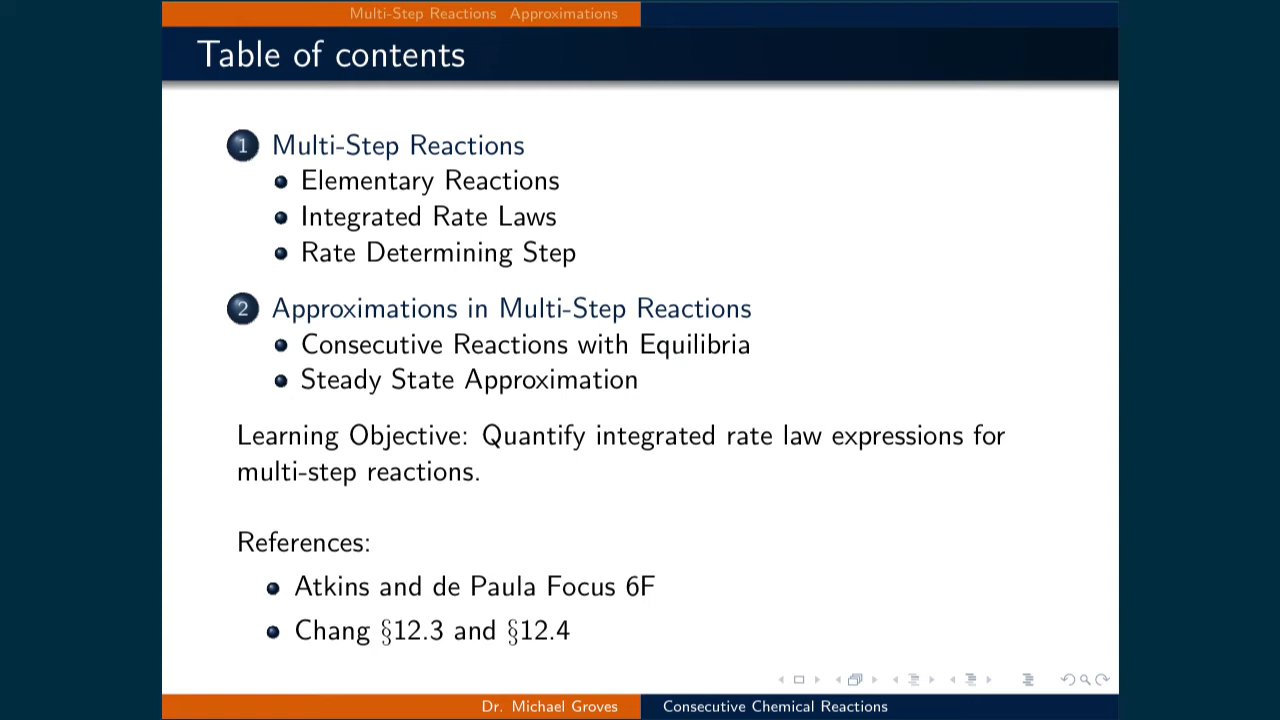 Multi-Step Reactions Approximations
Table of contents
1 Multi-Step Reactions
Elementary Reactions
Integrated Rate Laws
Rate Determining Step
2 Approximations in Multi-Step Reactions
Consecutive Reactions with Equilibria
Steady State Approximation
Learning Objective: Quantify integrated rate law expressions for
multi-step reactions.
References:
Atkins and de Paula Focus 6F
Chang §12.3 and §12.4
Dr. Michael Groves Consecutive Chemical Reactions